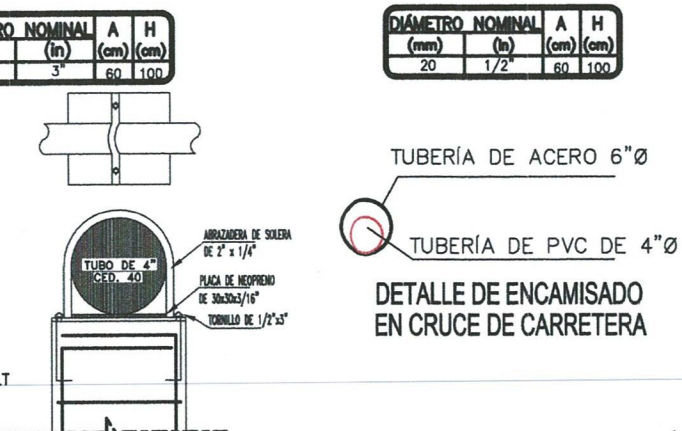 RO NOMINAL A H
(in) (cm) (cm)
3" 60 100
DIÁMETRO NOMINAL A H
(mm) (in) (cm) (cm)
20 1/2" 60 100
TUBERÍA DE ACERO 6"Ø
TUBERÍA DE PVC DE 4"Ø
DETALLE DE ENCAMISADO
EN CRUCE DE CARRETERA
ABRAZADERA DE SOLERA
DE 2" x 1/4"
TUBO DE 4"
CED. 40
PLACA DE NEOPRENO
DE 30x30x3/16"
TORNILLO DE 1/2"x3"
LT